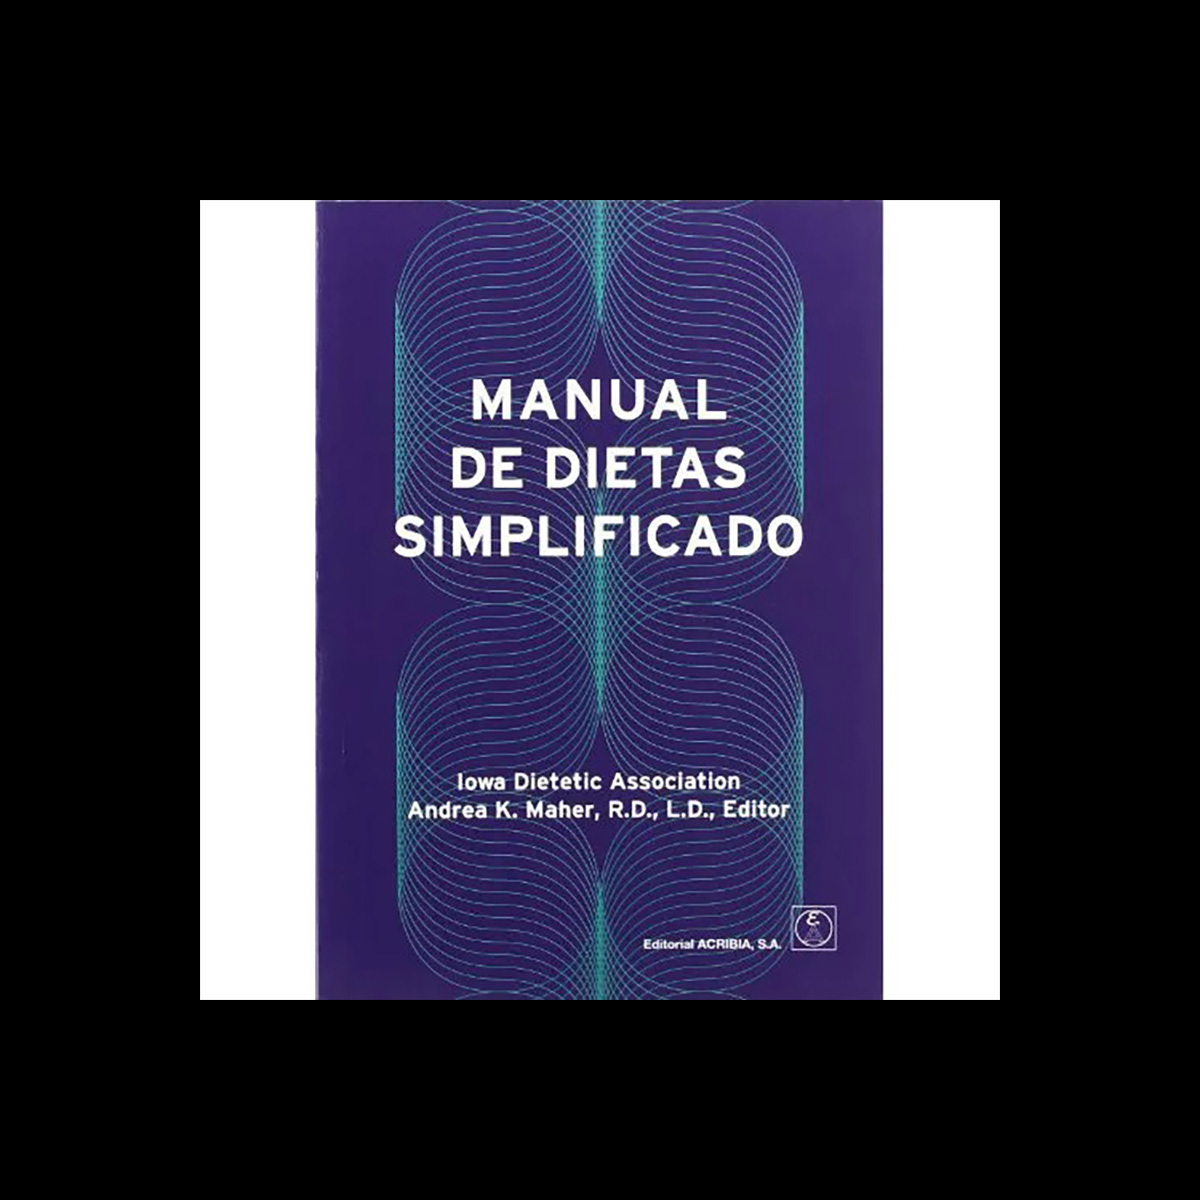 MANUAL
DE DIETAS
SIMPLIFICADO
Iowa Dietetic Association
Andrea K. Maher, R.D., L.D., Editor
Editorial ACRIBIA, S.A.